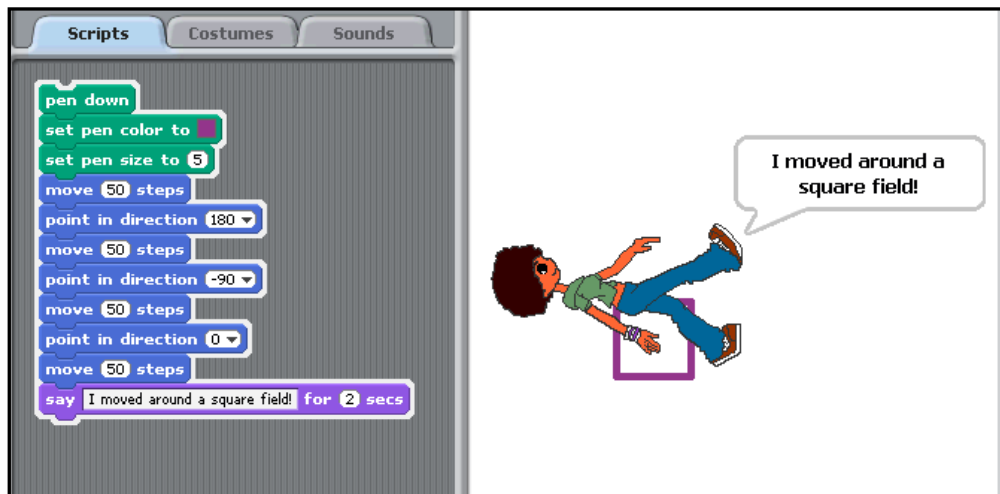 Scripts Costumes Sounds
pen down
set pen color to
set pen size to 5
move 50 steps
point in direction 180
move 50 steps
point in direction -90
move 50 steps
point in direction 0
move 50 steps
say I moved around a square field! for 2 secs
I moved around a
square field!